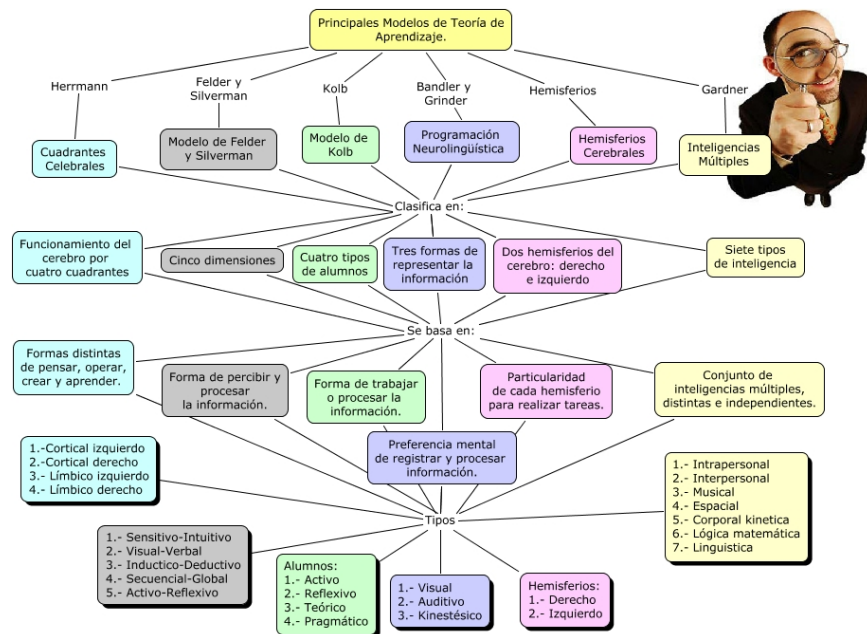 Principales Modelos de Teoría de
Aprendizaje.
Herrmann
Felder y
Silverman
Kolb
Bandler y
Grinder
Hemisferios
Gardner
Cuadrantes
Celebrales
Modelo de Felder
y Silverman
Modelo de
Kolb
Programación
Neurolingüística
Hemisferios
Cerebrales
Inteligencias
Múltiples
Clasifica en:
Funcionamiento del
cerebro por
cuatro cuadrantes
Cinco dimensiones
Cuatro tipos
de alumnos
Tres formas de
representar la
información
Dos hemisferios del
cerebro: derecho
e izquierdo
Siete tipos
de inteligencia
Se basa en:
Formas distintas
de pensar, operar,
crear y aprender.
Forma de percibir y
procesar
la información.
Forma de trabajar
o procesar la
información.
Preferencia mental
de registrar y procesar
información.
Particularidad
de cada hemisferio
para realizar tareas.
Conjunto de
inteligencias múltiples,
distintas e independientes.
Tipos
1.-Cortical izquierdo
2.-Cortical derecho
3.- Límbico izquierdo
4.- Límbico derecho
1.- Sensitivo-Intuitivo
2.- Visual-Verbal
3.- Inductico-Deductivo
4.- Secuencial-Global
5.- Activo-Reflexivo
Alumnos:
1.- Activo
2.- Reflexivo
3.- Teórico
4.- Pragmático
1.- Visual
2.- Auditivo
3.- Kinestésico
Hemisferios:
1.- Derecho
2.- Izquierdo
1.- Intrapersonal
2.- Interpersonal
3.- Musical
4.- Espacial
5.- Corporal kinetica
6.- Lógica matemática
7.- Linguistica